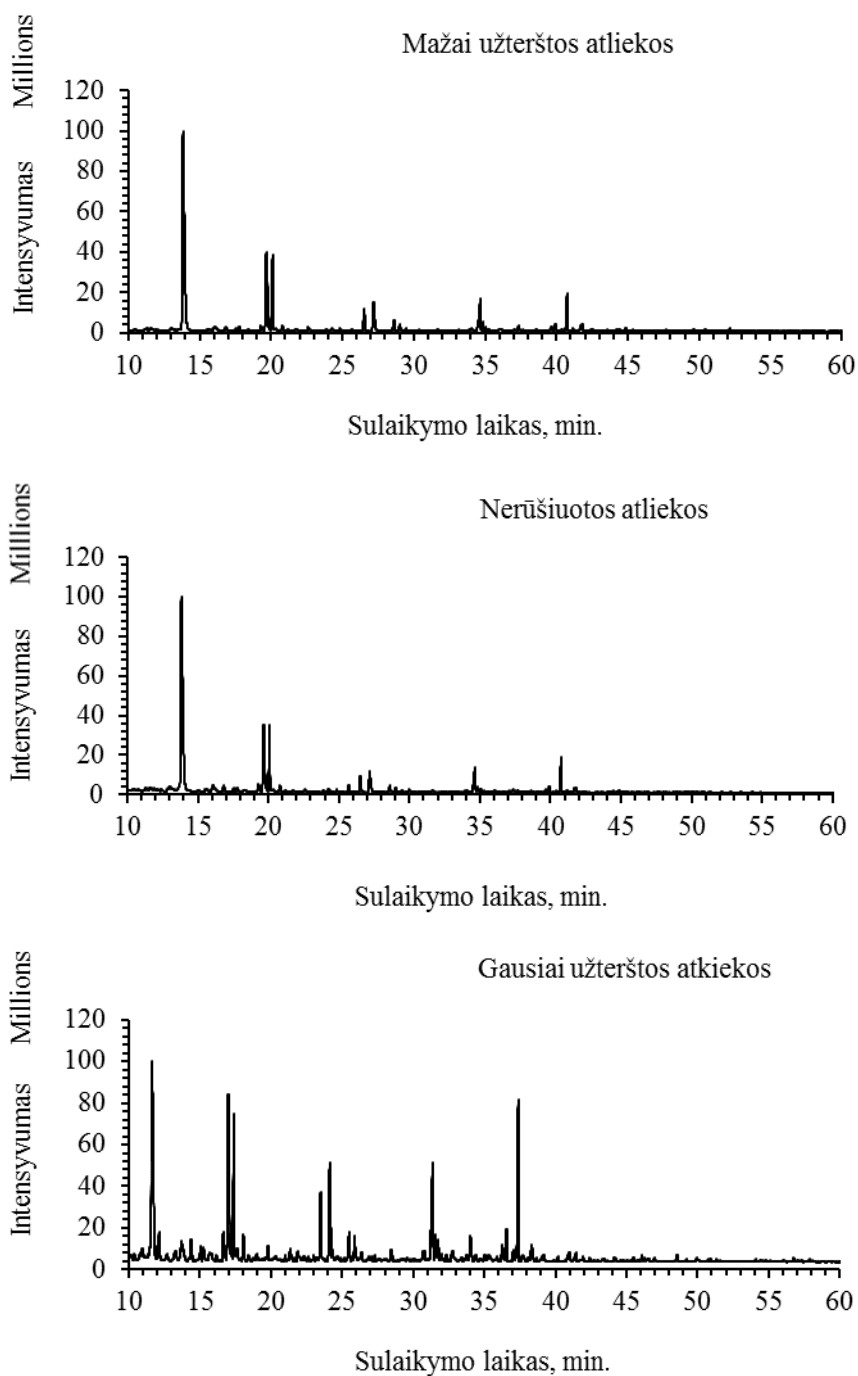 Mažai užterštos atliekos
Millions
Intensyvumas
120
100
80
60
40
20
0
10 15 20 25 30 35 40 45 50 55 60
Sulaikymo laikas, min.
Nerūšiuotos atliekos
Milllions
Intensyvumas
120
100
80
60
40
20
0
10 15 20 25 30 35 40 45 50 55 60
Sulaikymo laikas, min.
Gausiai užterštos atkiekos
Millions
Intensyvumas
120
100
80
60
40
20
0
10 15 20 25 30 35 40 45 50 55 60
Sulaikymo laikas, min.